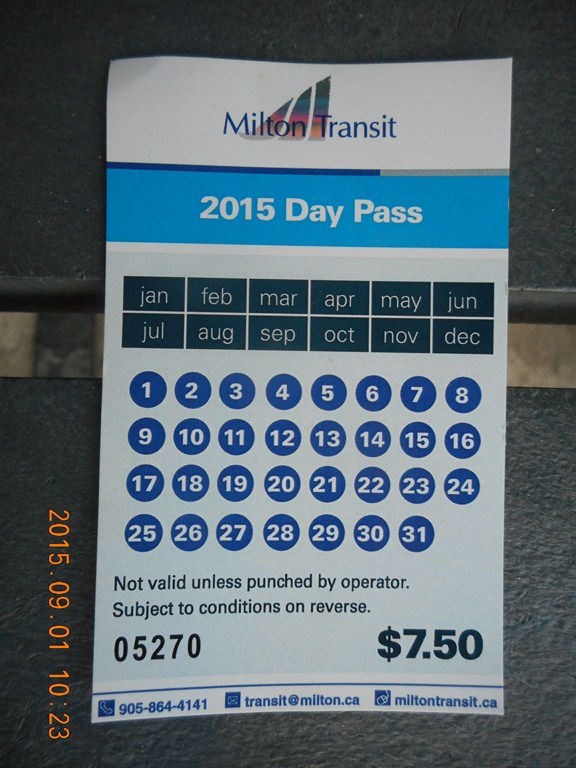 Milton Transit
2015 Day Pass
jan feb mar apr may jun
jul aug sep oct nov dec
1 2 3 4 5 6 7 8
9 10 11 12 13 14 15 16
17 18 19 20 21 22 23 24
25 26 27 28 29 30 31
Not valid unless punched by operator.
Subject to conditions on reverse.
05270 $7.50
905-864-4141 transit@milton.ca miltontransit.ca
2015.09.01 10:23